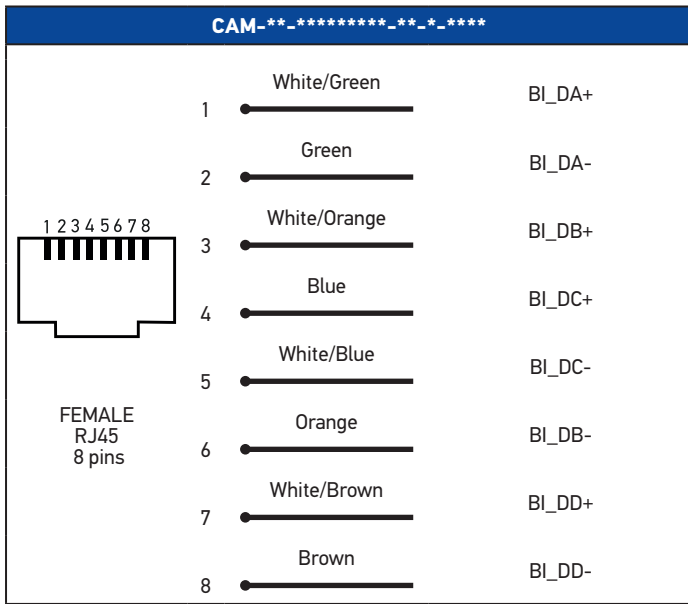 CAM-**-*********-**-*-****
White/Green
1
BI_DA+
Green
2
BI_DA-
1 2 3 4 5 6 7 8
White/Orange
3
BI_DB+
Blue
4
BI_DC+
White/Blue
5
BI_DC-
FEMALE
RJ45
8 pins
Orange
6
BI_DB-
White/Brown
7
BI_DD+
Brown
8
BI_DD-